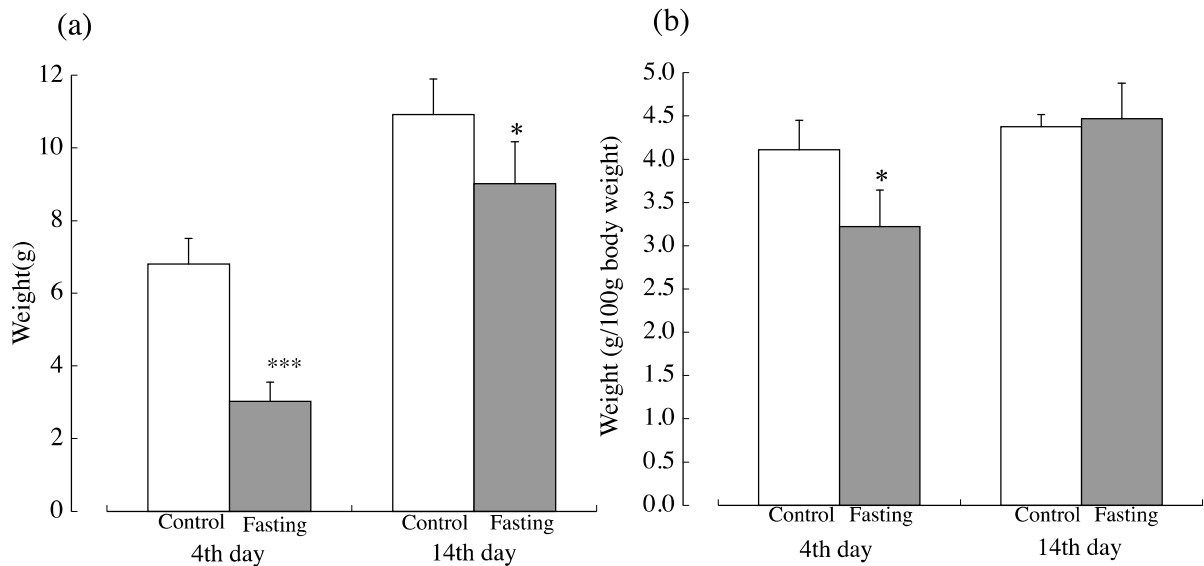 (a)
Weight(g)
12
10
8
6
4
2
0
***
*
Control Fasting
Control Fasting
4th day
14th day
(b)
Weight (g/100g body weight)
5.0
4.5
4.0
3.5
3.0
2.5
2.0
1.5
1.0
0.5
0.0
*
Control Fasting
Control Fasting
4th day
14th day